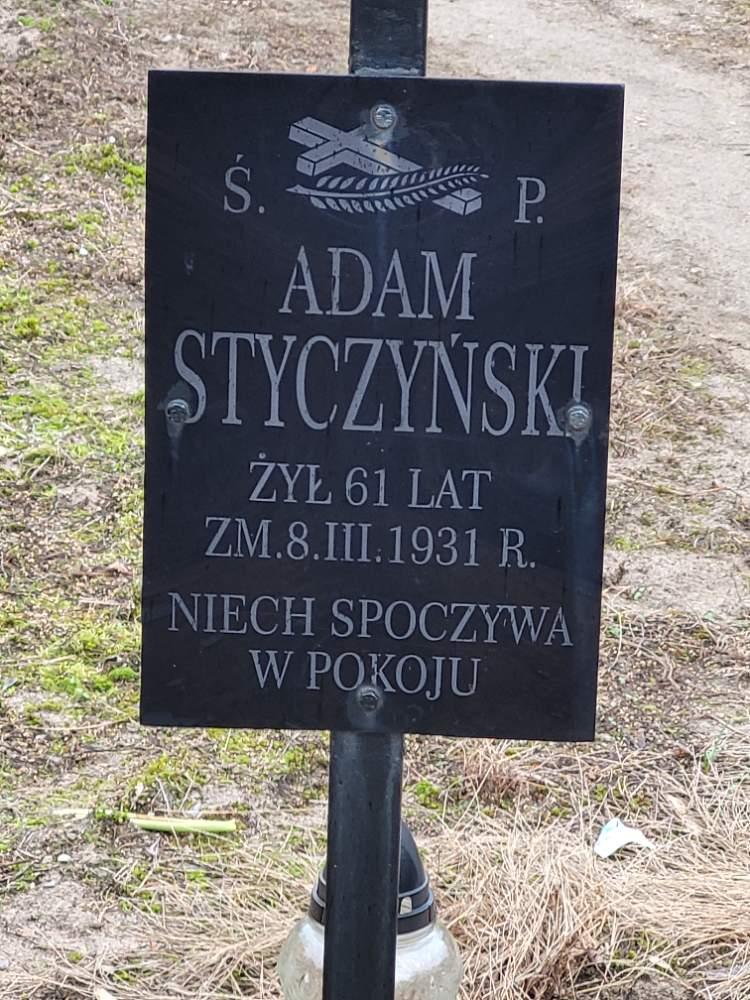 Ś. P.
ADAM
STYCZYŃSKI
ŻYŁ 61 LAT
ZM.8.III.1931 R.
NIECH SPOCZYWA
W POKOJU